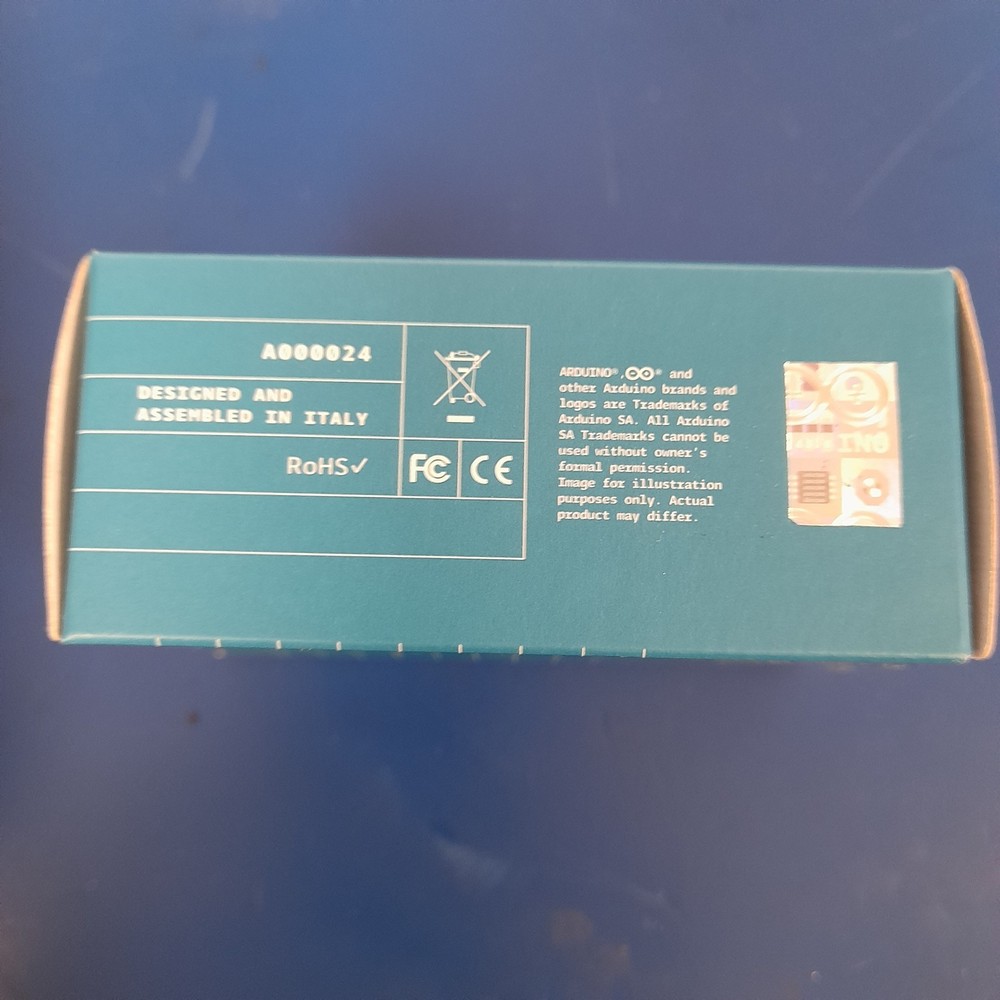 A000024
DESIGNED AND
ASSEMBLED IN ITALY
RoHS✓
FC CE
ARDUINO®, ® and
other Arduino brands and
logos are Trademarks of
Arduino SA. All Arduino
SA Trademarks cannot be
used without owner's
formal permission.
Image for illustration
purposes only. Actual
product may differ.